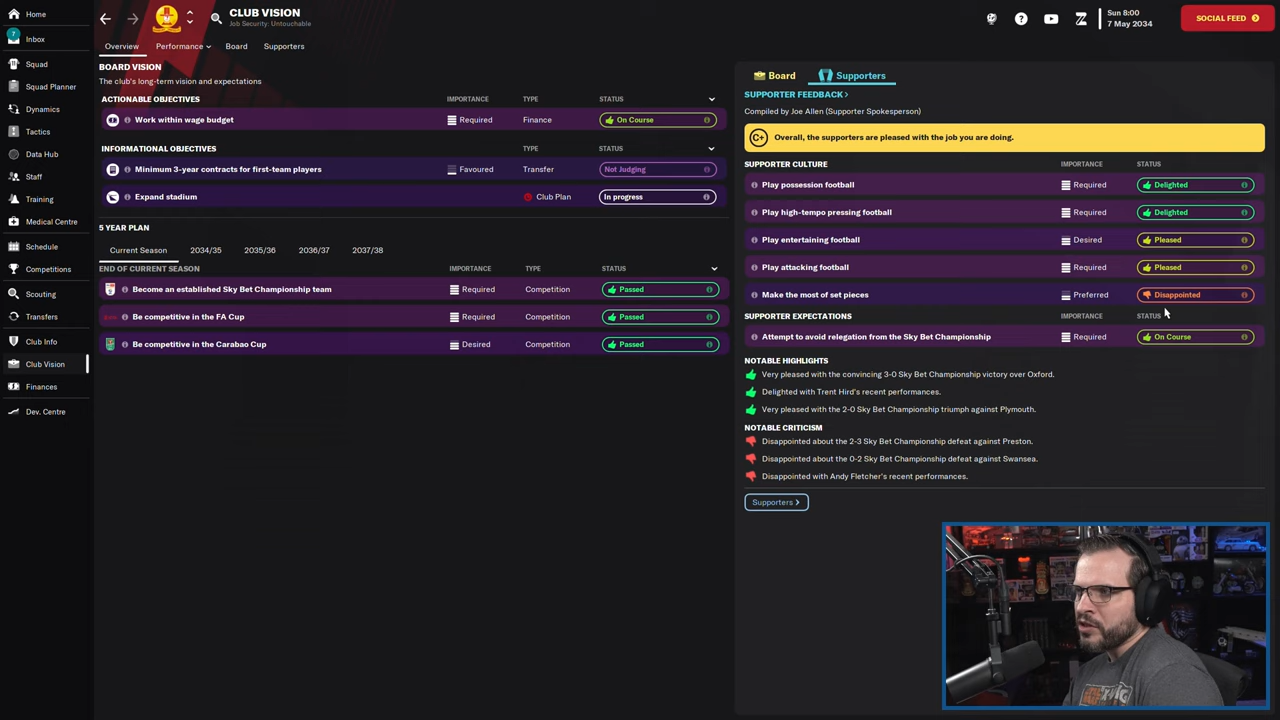 Home
7
Inbox
Squad
Squad Planner
Dynamics
Tactics
Data Hub
Staff
Training
Medical Centre
Schedule
Competitions
Scouting
Transfers
Club Info
Club Vision
Finances
Dev. Centre
CLUB VISION
Job Security: Untouchable
Sun 8:00
7 May 2034
SOCIAL FEED
Overview
Performance
Board
Supporters
BOARD VISION
The club's long-term vision and expectations
ACTIONABLE OBJECTIVES IMPORTANCE TYPE STATUS
Work within wage budget Required Finance On Course
INFORMATIONAL OBJECTIVES STATUS
Minimum 3-year contracts for first-team players Favoured Transfer Not Judging
Expand stadium Club Plan In progress
5 YEAR PLAN
Current Season 2034/35 2035/36 2036/37 2037/38
END OF CURRENT SEASON IMPORTANCE TYPE STATUS
Become an established Sky Bet Championship team Required Competition Passed
Be competitive in the FA Cup Required Competition Passed
Be competitive in the Carabao Cup Desired Competition Passed
Board Supporters
SUPPORTER FEEDBACK >
Compiled by Joe Allen (Supporter Spokesperson)
C+ Overall, the supporters are pleased with the job you are doing.
SUPPORTER CULTURE IMPORTANCE STATUS
Play possession football Required Delighted
Play high-tempo pressing football Required Delighted
Play entertaining football Desired Pleased
Play attacking football Required Pleased
Make the most of set pieces Preferred Disappointed
SUPPORTER EXPECTATIONS IMPORTANCE STATUS
Attempt to avoid relegation from the Sky Bet Championship Required On Course
NOTABLE HIGHLIGHTS
Very pleased with the convincing 3-0 Sky Bet Championship victory over Oxford.
Delighted with Trent Hird's recent performances.
Very pleased with the 2-0 Sky Bet Championship triumph against Plymouth.
NOTABLE CRITICISM
Disappointed about the 2-3 Sky Bet Championship defeat against Preston.
Disappointed about the 0-2 Sky Bet Championship defeat against Swansea.
Disappointed with Andy Fletcher's recent performances.
Supporters >